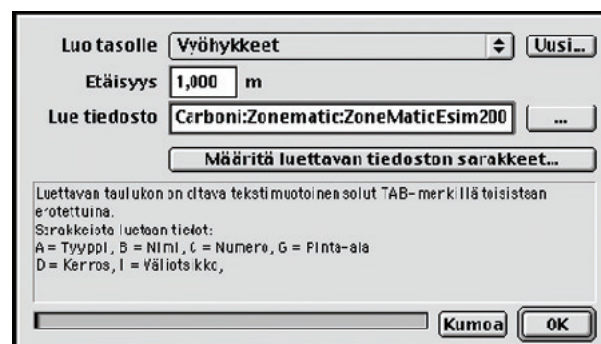 Luo tasolle Vyöhykkeet Uusi...
Etäisyys 1,000 m
Lue tiedosto Carboni:Zonematic:ZoneMaticEsim200 ...
Määritä luettavan tiedoston sarakkeet...
Luettavan taulukon on oltava tekstimuotoinen solut TAB-merkillä toisistaan
erotettuina.
Sarakkeista luetaan tiedot:
A = Tyyppi, B = Nimi, C = Numero, G = Pinta-ala
D = Kerros, I = Väliotsikko,
Kumoa OK